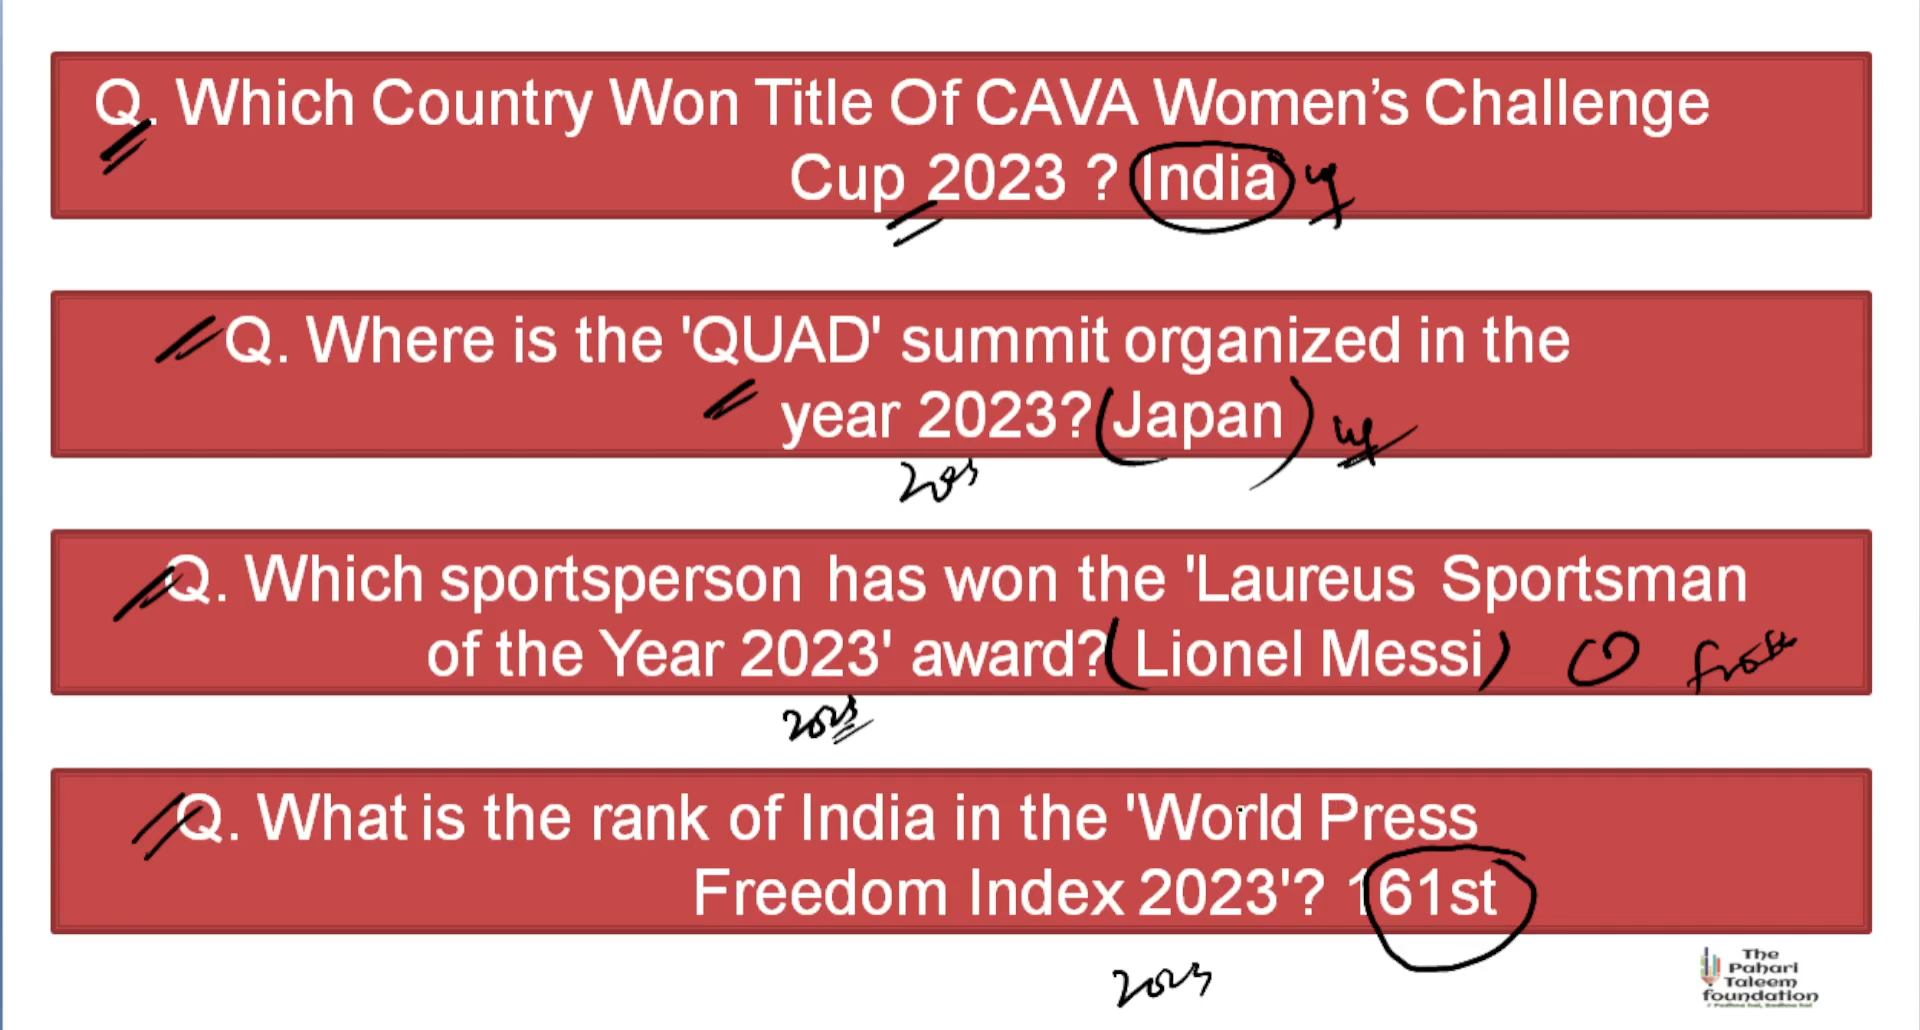 Q. Which Country Won Title Of CAVA Women’s Challenge
Cup 2023 ? India
Q. Where is the 'QUAD' summit organized in the
year 2023? Japan
2023
Q. Which sportsperson has won the 'Laureus Sportsman
of the Year 2023' award? Lionel Messi
2023
Q. What is the rank of India in the 'World Press
Freedom Index 2023'? 161st
2023
The
Pahari
Taleem
foundation